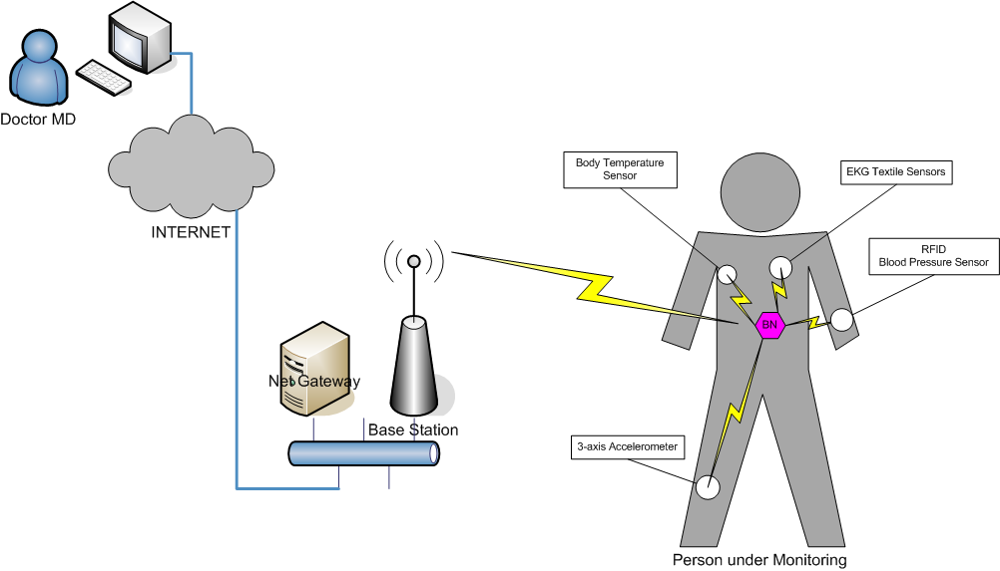 Doctor MD
INTERNET
Net Gateway
Base Station
Body Temperature
Sensor
EKG Textile Sensors
RFID
Blood Pressure Sensor
BN
3-axis Accelerometer
Person under Monitoring